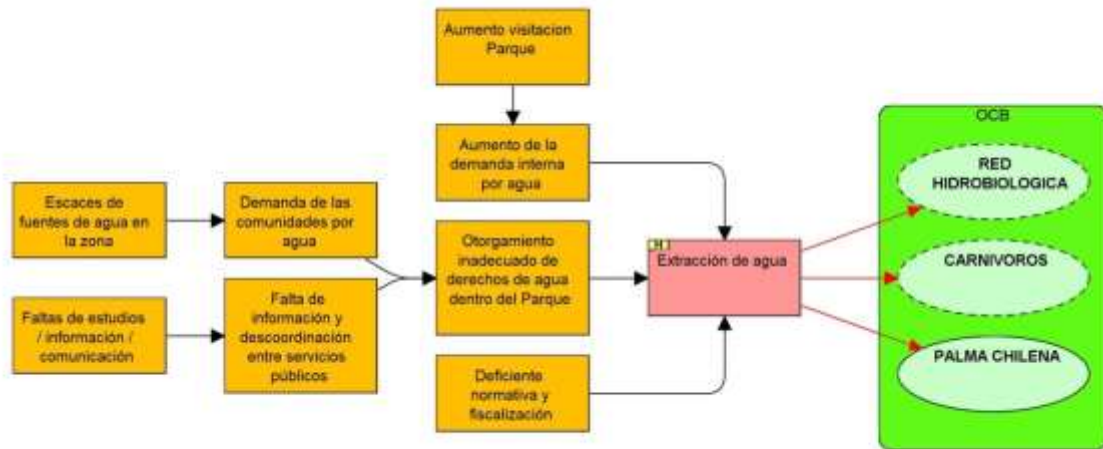 Aumento visitacion
Parque
Aumento de la
demanda interna
por agua
Escaces de
fuentes de agua en
la zona
Demanda de las
comunidades por
agua
Otorgamiento
inadecuado de
derechos de agua
dentro del Parque
Faltas de estudios
/ información /
comunicación
Falta de
información y
descoordinación
entre servicios
públicos
Deficiente
normativa y
fiscalización
H
Extracción de agua
OCB
RED
HIDROBIOLOGICA
CARNIVOROS
PALMA CHILENA